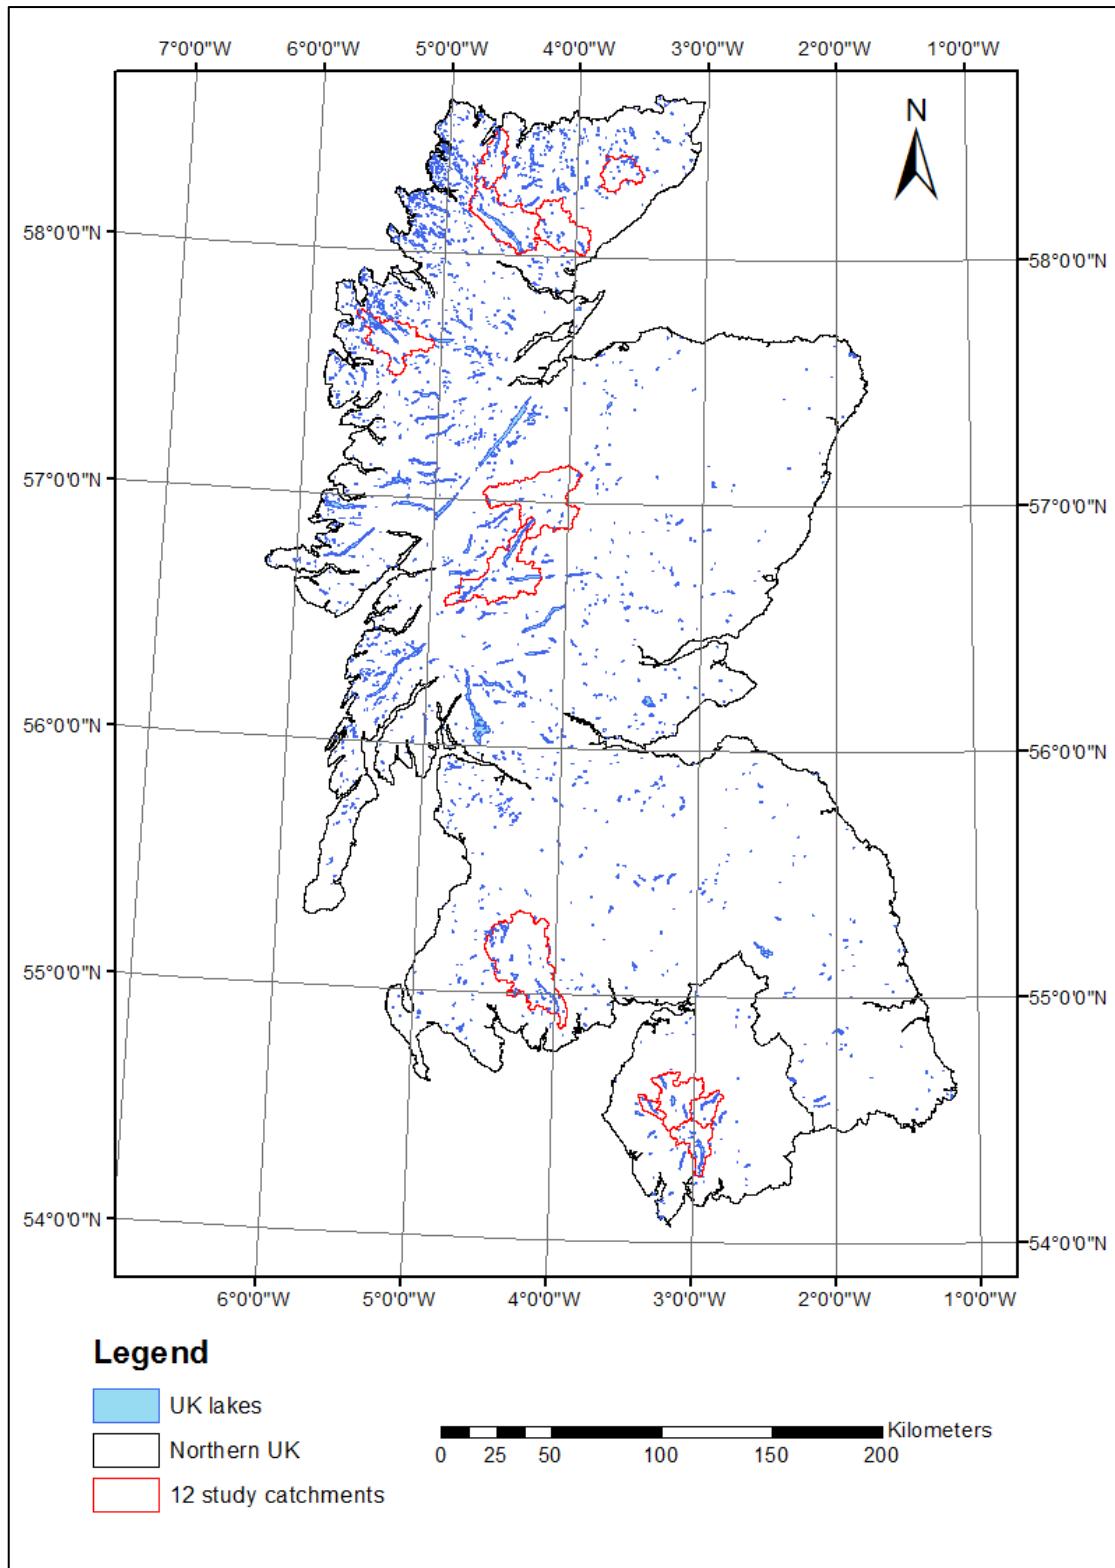 7°0'0"W 6°0'0"W 5°0'0"W 4°0'0"W 3°0'0"W 2°0'0"W 1°0'0"W
N
58°0'0"N
58°0'0"N
57°0'0"N
57°0'0"N
56°0'0"N
56°0'0"N
55°0'0"N
55°0'0"N
54°0'0"N
54°0'0"N
6°0'0"W 5°0'0"W 4°0'0"W 3°0'0"W 2°0'0"W 1°0'0"W
Legend
UK lakes
Northern UK
12 study catchments
Kilometers
0 25 50 100 150 200